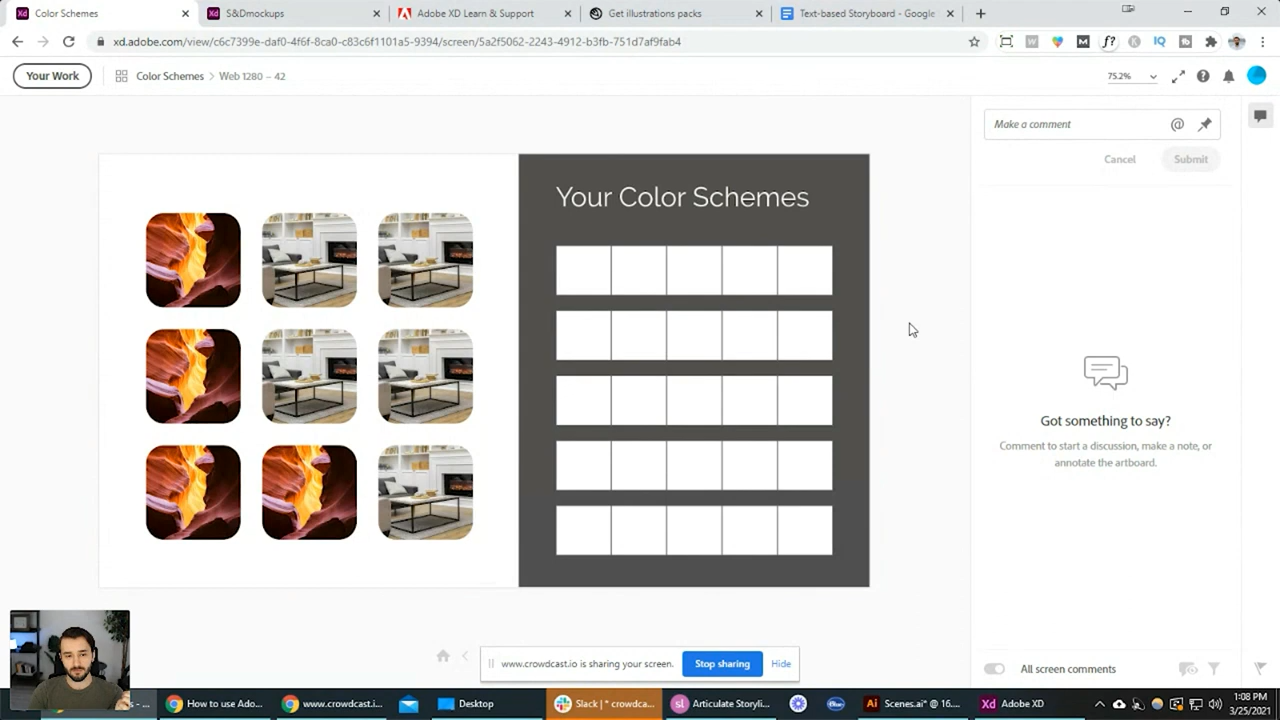 Color Schemes
S&Dmockups
Adobe XD Learn & Support
Get illustrations packs
Text-based Storyboard - Google
xd.adobe.com/view/c6c7399e-daf0-4f6f-8ca0-c83c6f1101a5-9394/screen/5a2f5062-2243-4912-b3fb-751d7af9fab4
Your Work
Color Schemes > Web 1280 – 42
75.2%
Make a comment
Cancel
Submit
Your Color Schemes
Got something to say?
Comment to start a discussion, make a note, or
annotate the artboard.
www.crowdcast.io is sharing your screen.
Stop sharing
Hide
All screen comments
How to use Ado...
www.crowdcast.i...
Desktop
Slack | * crowdca...
Articulate Storyli...
Scenes.ai* @ 16....
Adobe XD
1:08 PM
3/25/2021